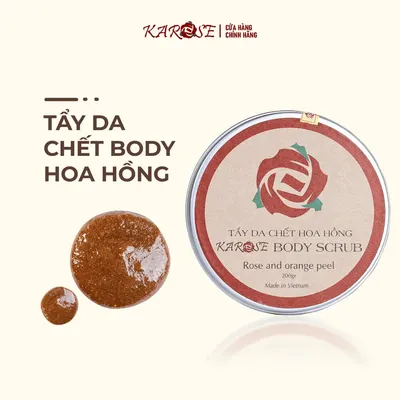 KAROSE
CỬA HÀNG
CHÍNH HÃNG
TẨY DA
CHẾT BODY
HOA HỒNG
TẨY DA CHẾT HOA HỒNG
KAROSE BODY SCRUB
Rose and orange peel
200gr
Made in Vietnam